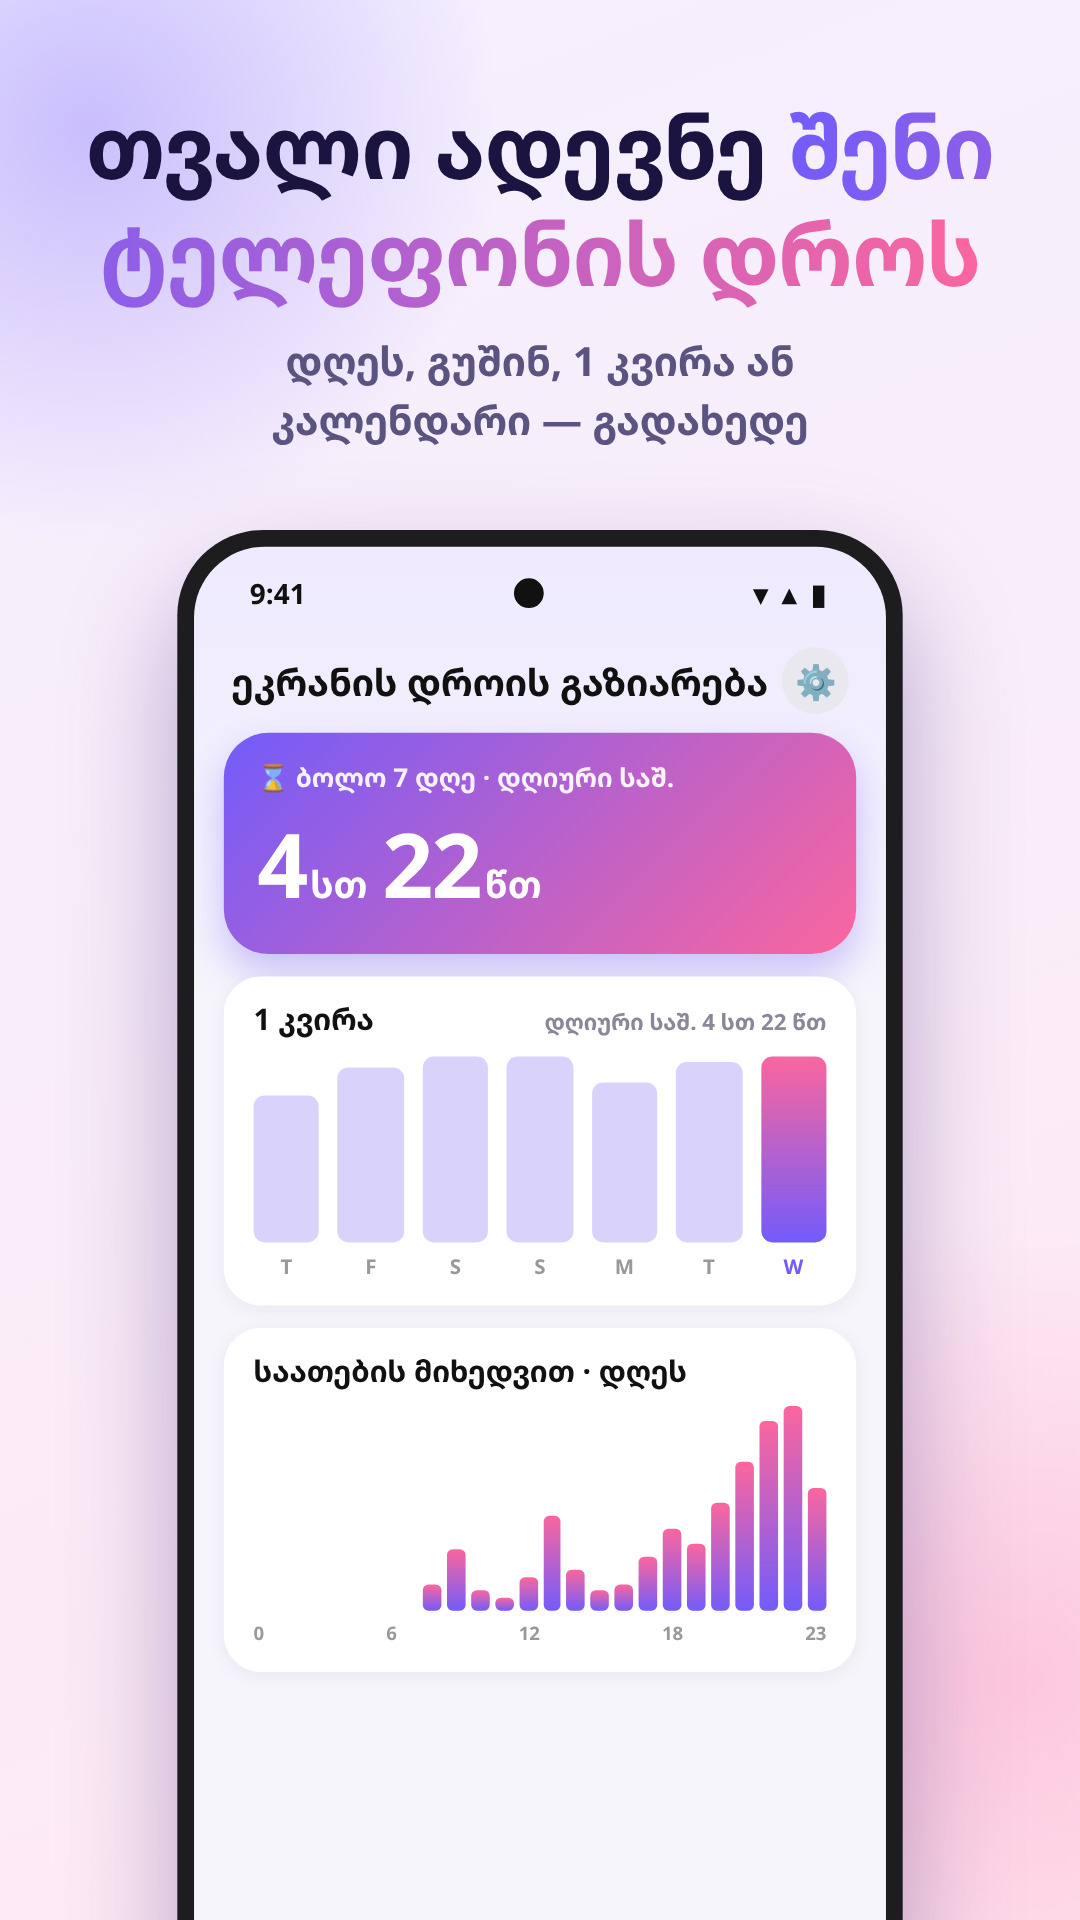 თვალი ადევნე შენი
ტელეფონის დროს
დღეს, გუშინ, 1 კვირა ან
კალენდარი — გადახედე
9:41
ეკრანის დროის გაზიარება
⌛ ბოლო 7 დღე · დღიური საშ.
4სთ 22წთ
1 კვირა
დღიური საშ. 4 სთ 22 წთ
T F S S M T W
საათების მიხედვით · დღეს
0 6 12 18 23